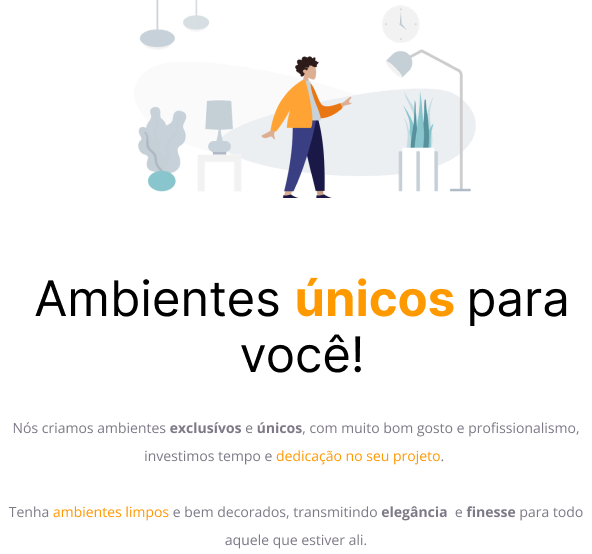 Ambientes únicos para
você!
Nós criamos ambientes exclusívos e únicos, com muito bom gosto e profissionalismo,
investimos tempo e dedicação no seu projeto.
Tenha ambientes limpos e bem decorados, transmitindo elegância e finesse para todo
aquele que estiver ali.